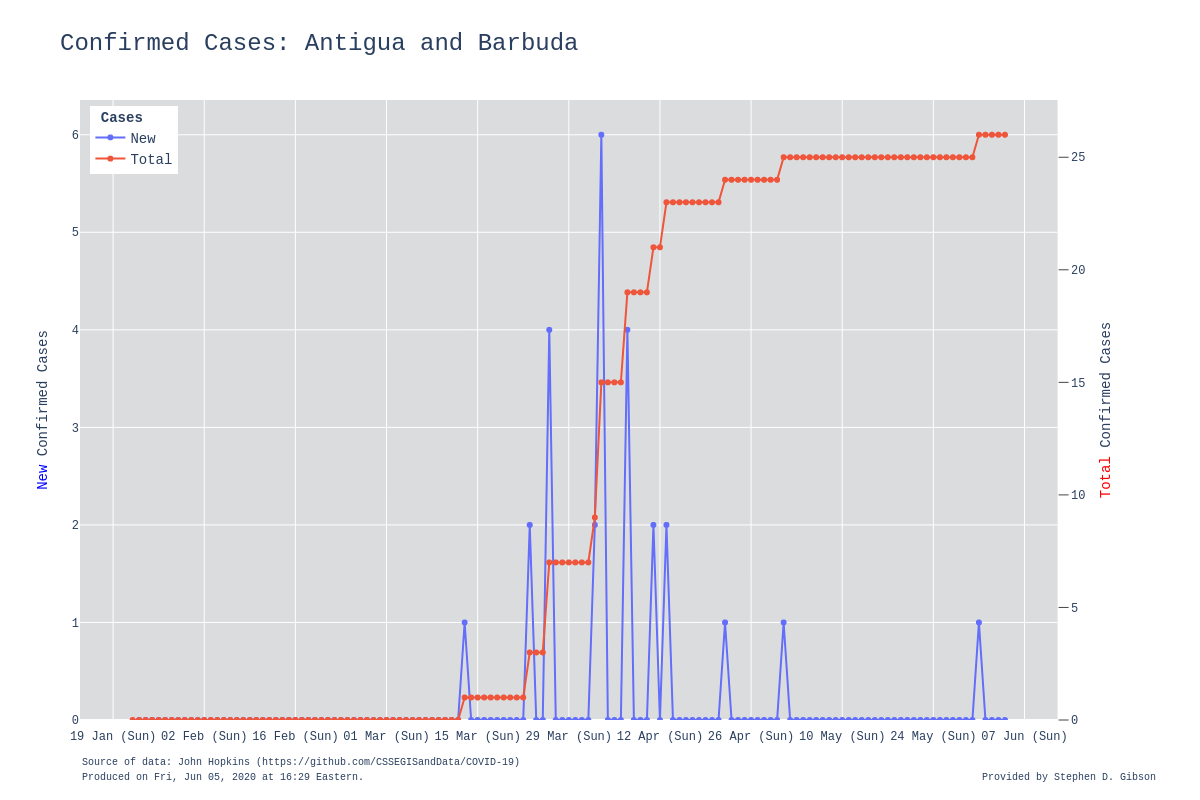 Confirmed Cases: Antigua and Barbuda
Cases
New
Total
6
5
4
3
2
1
0
25
20
15
10
5
0
New Confirmed Cases
Total Confirmed Cases
19 Jan (Sun) 02 Feb (Sun) 16 Feb (Sun) 01 Mar (Sun) 15 Mar (Sun) 29 Mar (Sun) 12 Apr (Sun) 26 Apr (Sun) 10 May (Sun) 24 May (Sun) 07 Jun (Sun)
Source of data: John Hopkins (https://github.com/CSSEGISandData/COVID-19)
Produced on Fri, Jun 05, 2020 at 16:29 Eastern.
Provided by Stephen D. Gibson